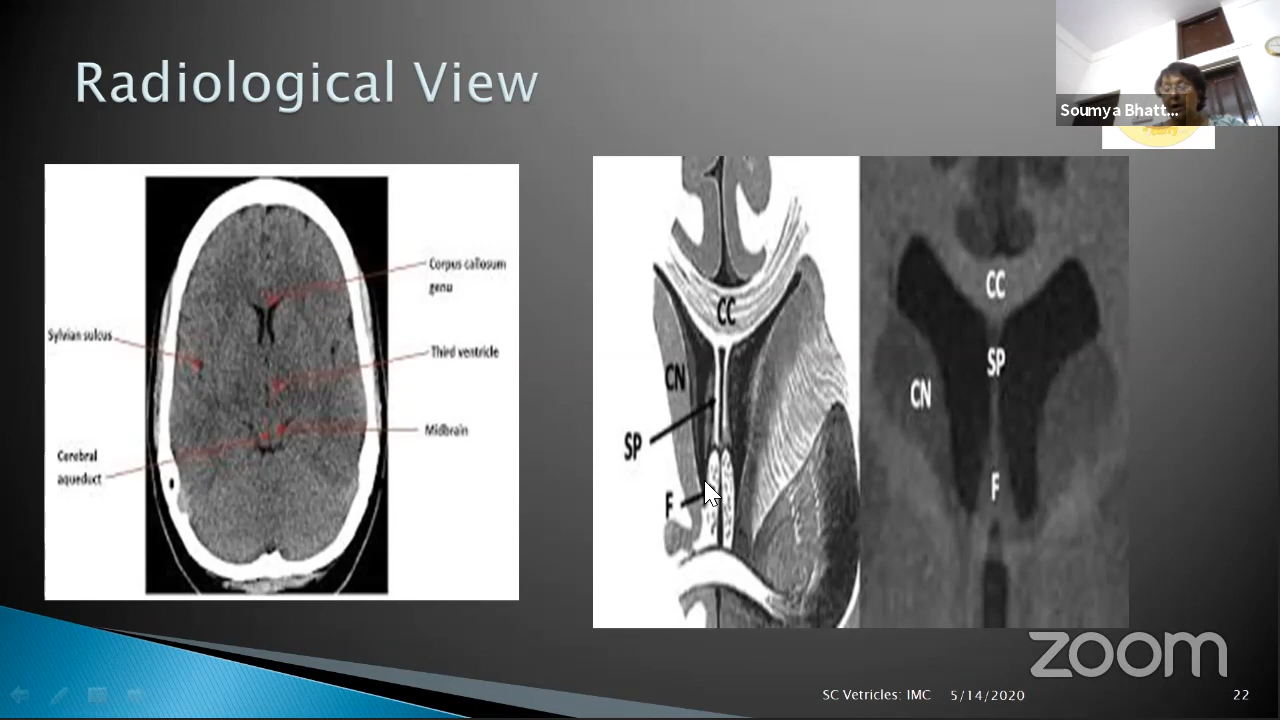 Radiological View
Soumya Bhatt...
Corpus callosum
genu
Sylvian sulcus
Third ventricle
Midbrain
Cerebral
aqueduct
CC
CN
SP
F
CC
SP
CN
F
zoom
SC Vetricles: IMC 5/14/2020 22